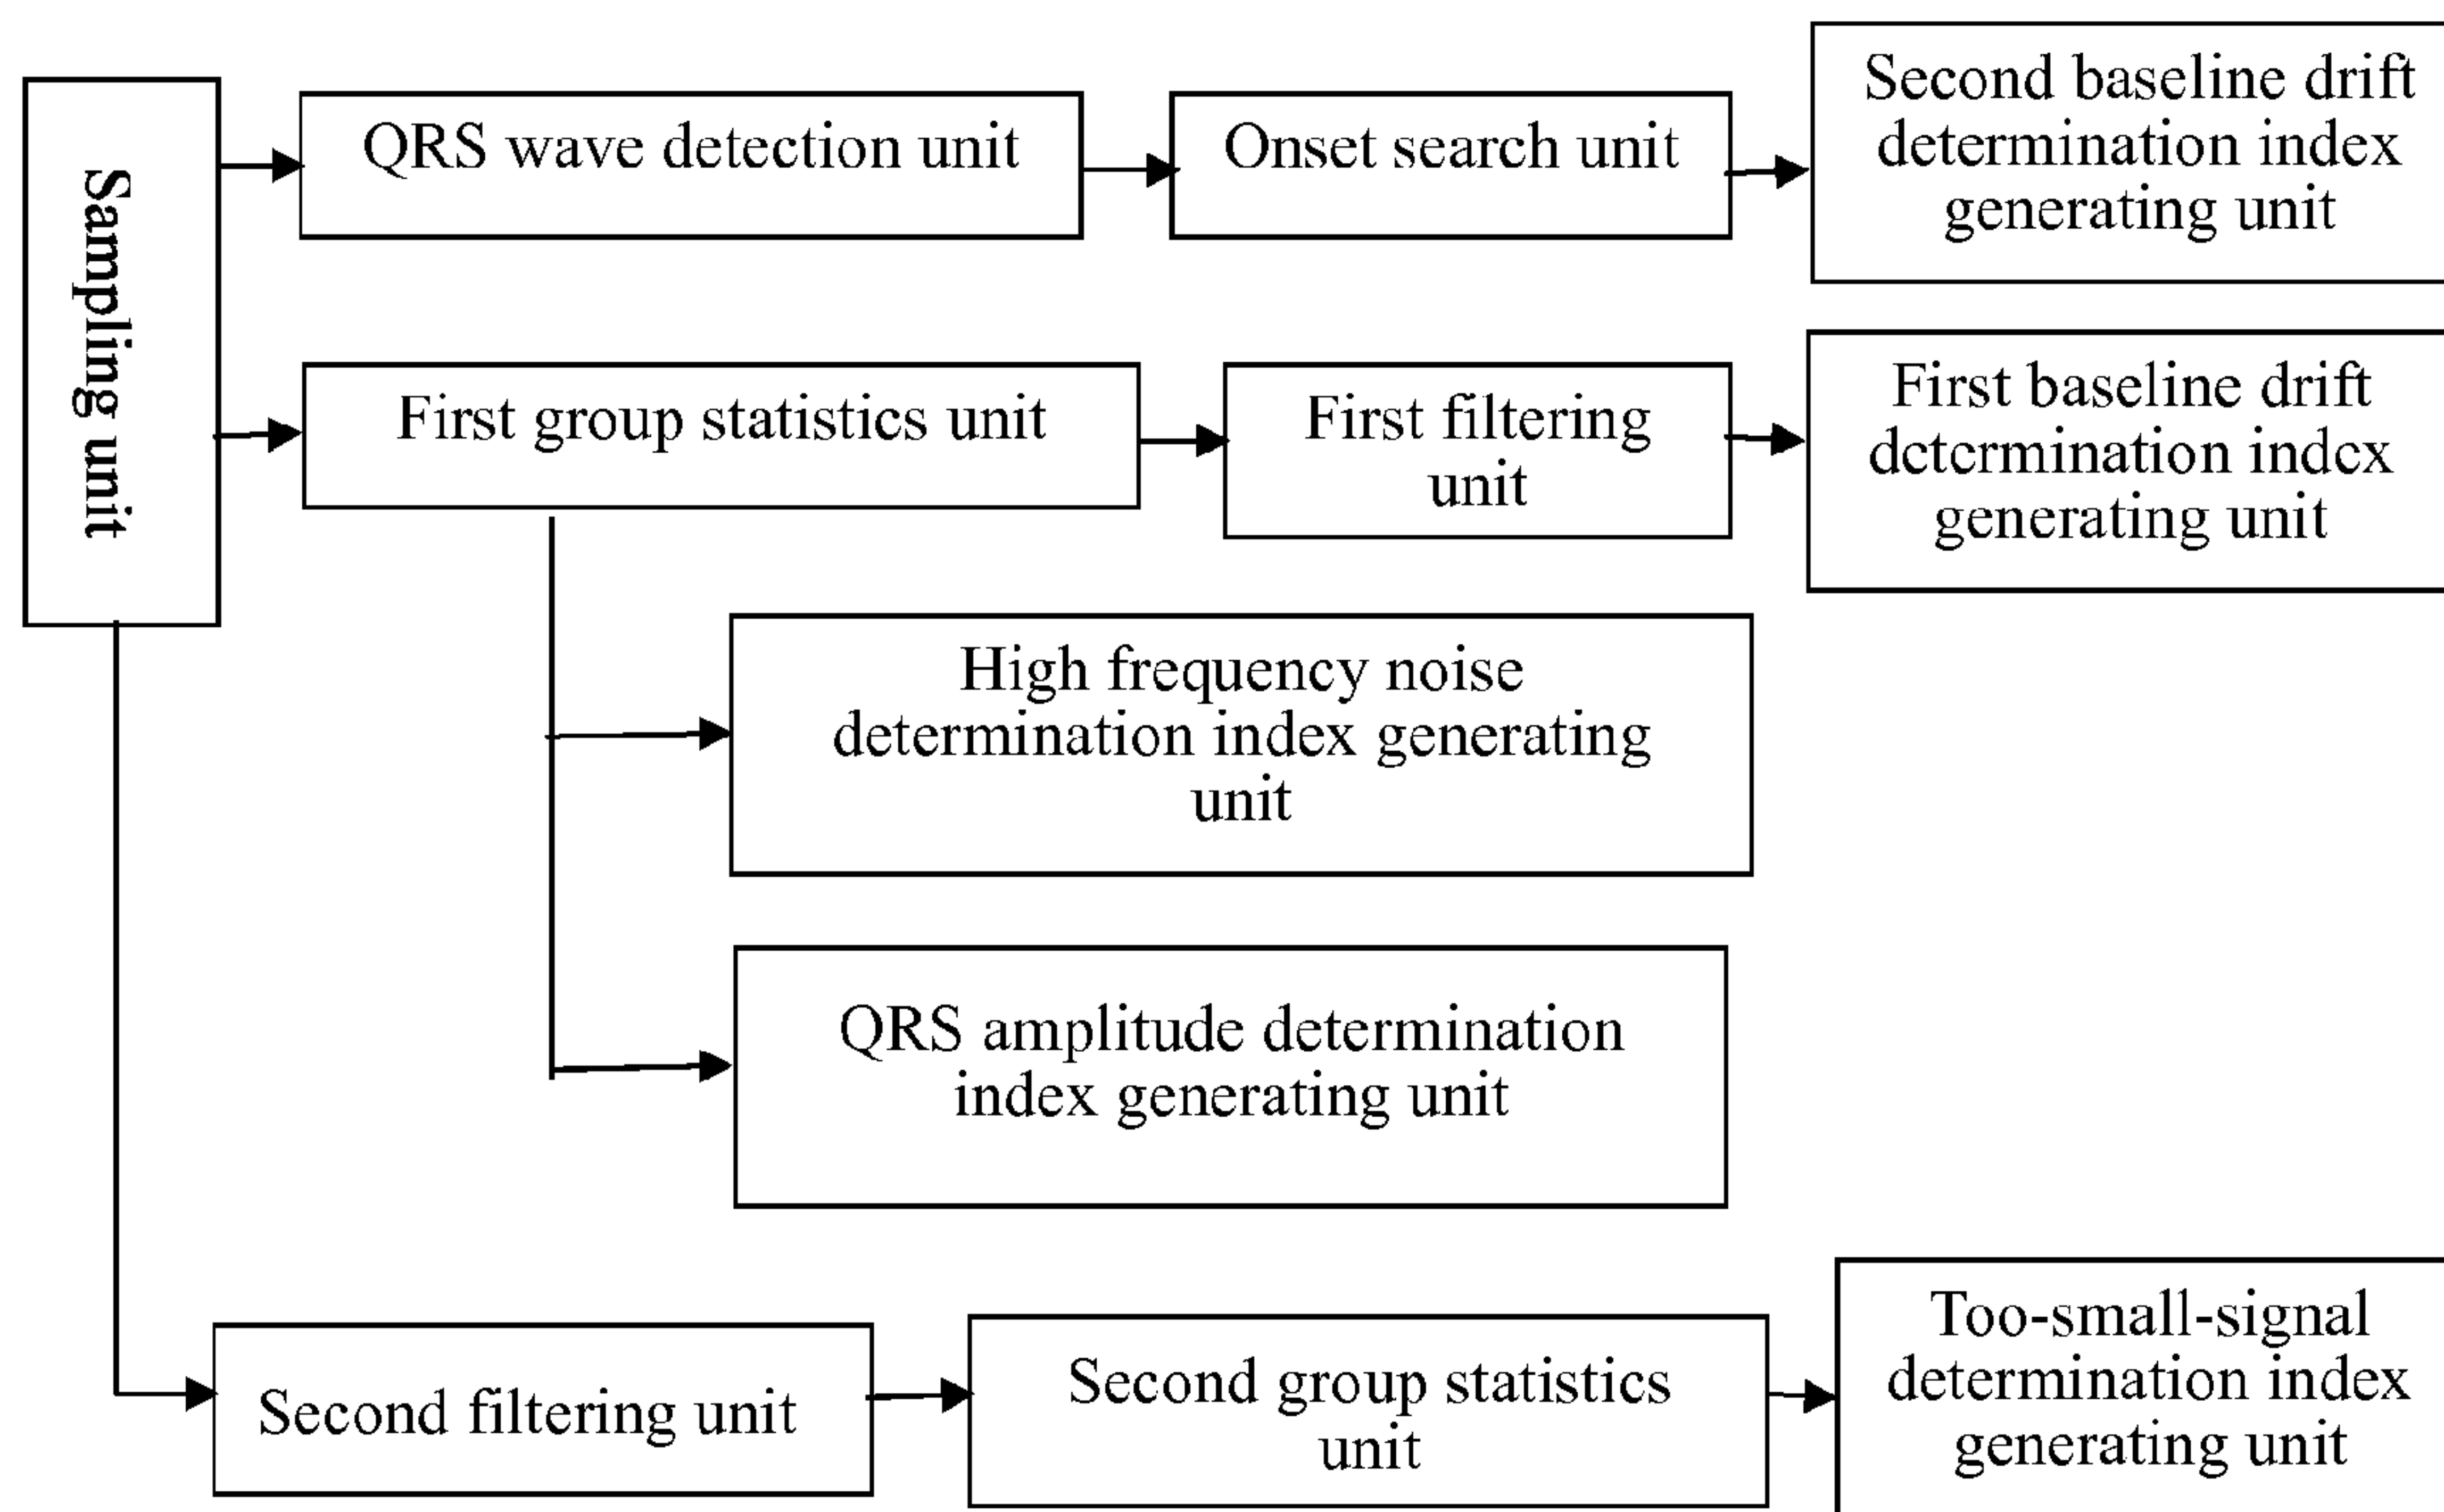 Sampling unit
QRS wave detection unit
Onset search unit
Second baseline drift
determination index
generating unit
First group statistics unit
First filtering
unit
First baseline drift
determination index
generating unit
High frequency noise
determination index generating
unit
QRS amplitude determination
index generating unit
Second filtering unit
Second group statistics
unit
Too-small-signal
determination index
generating unit